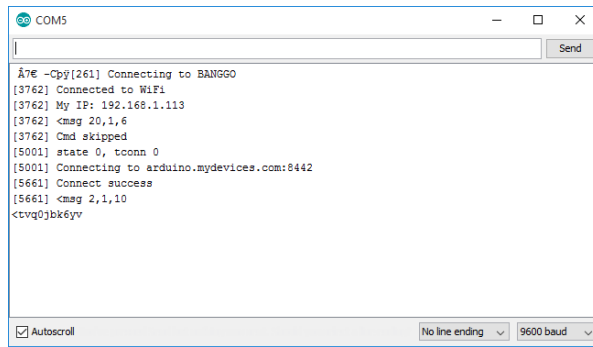 COM5
Send
Â7€ -Cþÿ[261] Connecting to BANGGO
[3762] Connected to WiFi
[3762] My IP: 192.168.1.113
[3762] <msg 20,1,6
[3762] Cmd skipped
[5001] state 0, tconn 0
[5001] Connecting to arduino.mydevices.com:8442
[5661] Connect success
[5661] <msg 2,1,10
<tvq0jbk6yv
Autoscroll
No line ending
9600 baud